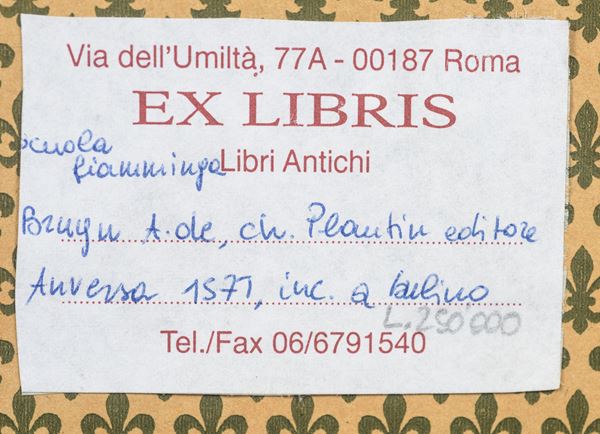 Via dell'Umiltà, 77A - 00187 Roma
EX LIBRIS
scuola
fiamminga
Libri Antichi
Bruyn A. de, ch. Plantin editore
Anversa 1571, inc. a bulino
L. 250'000
Tel./Fax 06/6791540